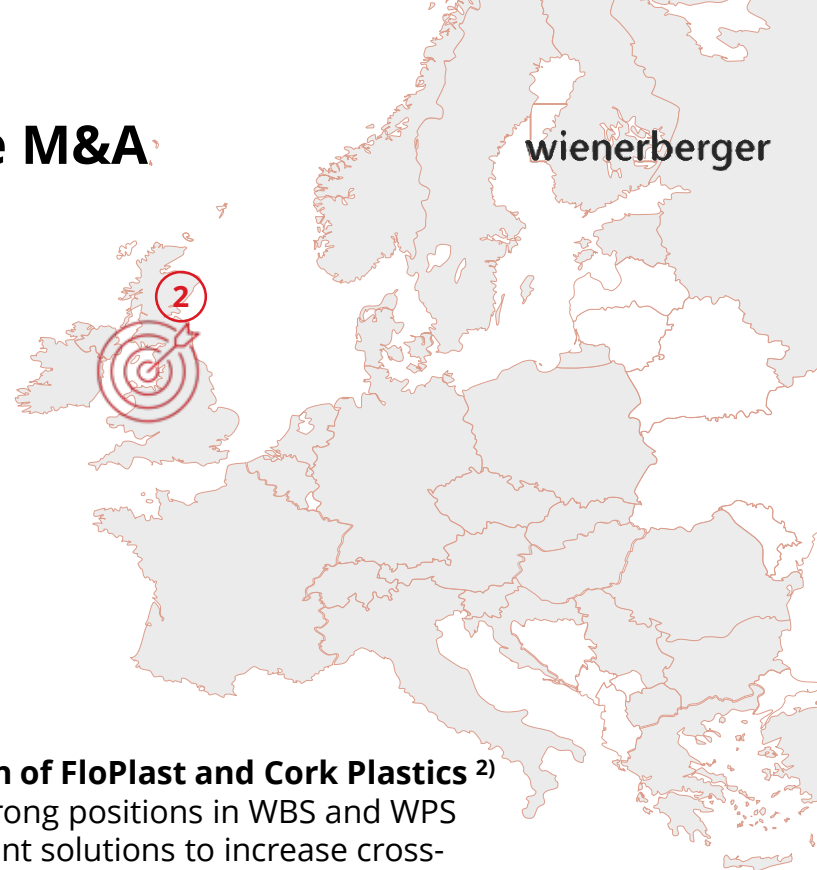 e M&A
wienerberger
2
n of FloPlast and Cork Plastics ²⁾
rong positions in WBS and WPS
nt solutions to increase cross-